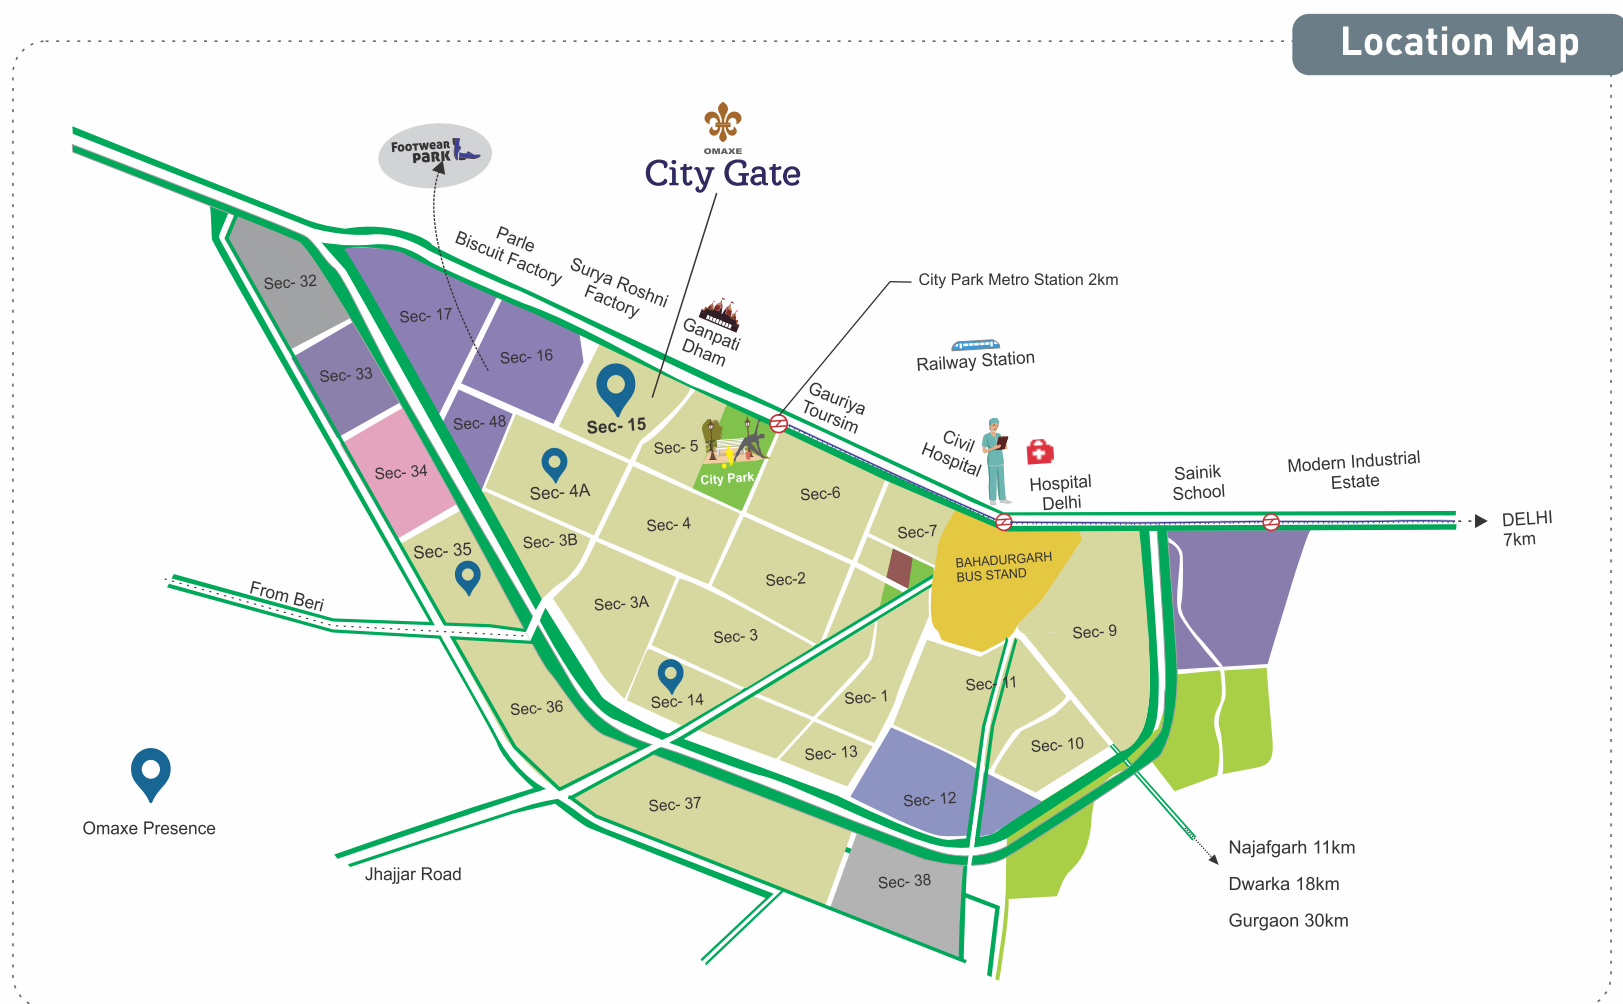 Location Map
OMAXE
City Gate
FOOTWEAR
PARK
Parle
Biscuit Factory
Surya Roshni
Factory
Ganpati
Dham
City Park Metro Station 2km
Railway Station
Gauriya
Toursim
Civil
Hospital
Hospital
Delhi
Sainik
School
Modern Industrial
Estate
DELHI
7km
Sec- 32
Sec- 17
Sec- 16
Sec- 33
Sec- 15
Sec- 48
Sec- 5
City Park
Sec- 34
Sec- 4A
Sec-6
Sec- 4
Sec-7
Sec- 35
Sec- 3B
BAHADURGARH
BUS STAND
Sec-2
From Beri
Sec- 3A
Sec- 3
Sec- 9
Sec- 14
Sec- 1
Sec- 11
Sec- 36
Sec- 13
Sec- 10
Sec- 37
Sec- 12
Omaxe Presence
Jhajjar Road
Sec- 38
Najafgarh 11km
Dwarka 18km
Gurgaon 30km